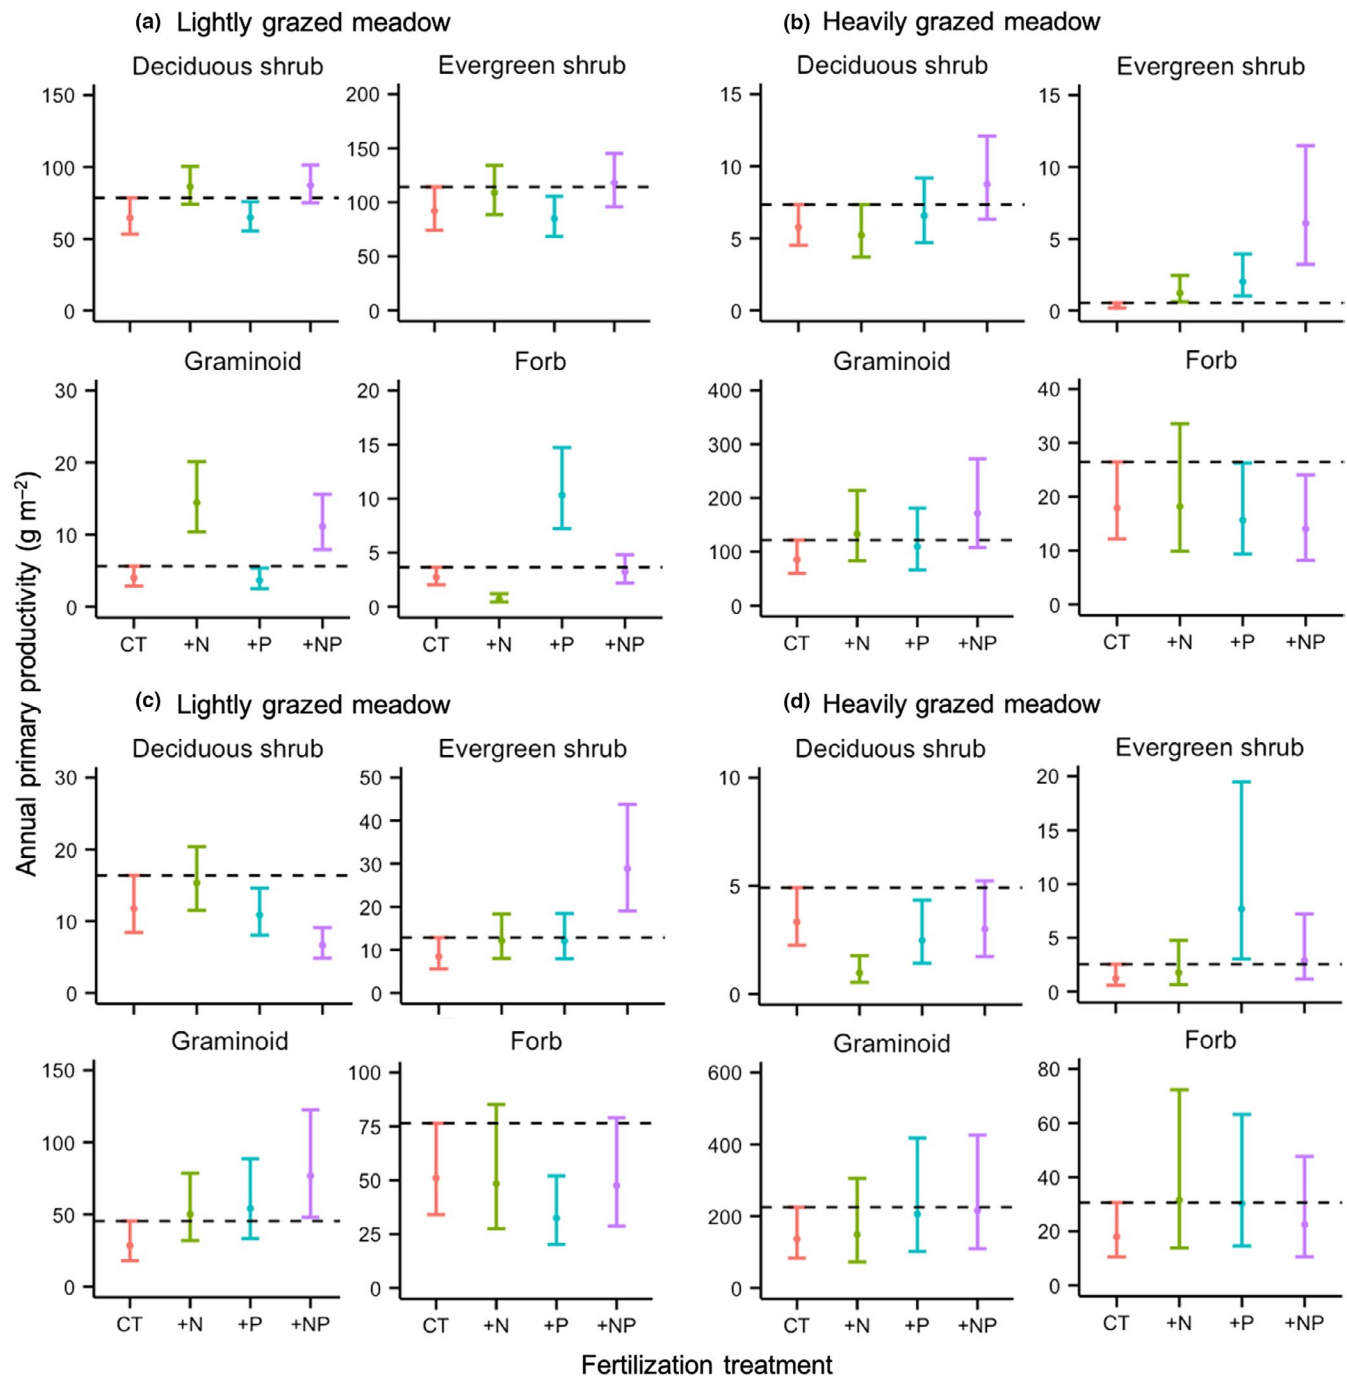 (a) Lightly grazed meadow
(b) Heavily grazed meadow
Deciduous shrub
Evergreen shrub
Deciduous shrub
Evergreen shrub
150
100
50
0
200
150
100
50
0
15
10
5
0
15
10
5
0
Graminoid
Forb
Graminoid
Forb
30
20
10
0
20
15
10
5
0
400
300
200
100
0
40
30
20
10
0
CT +N +P +NP
CT +N +P +NP
CT +N +P +NP
CT +N +P +NP
Annual primary productivity (g m−2)
(c) Lightly grazed meadow
(d) Heavily grazed meadow
Deciduous shrub
Evergreen shrub
Deciduous shrub
Evergreen shrub
30
20
10
0
50
40
30
20
10
0
10
5
0
20
15
10
5
0
Graminoid
Forb
Graminoid
Forb
150
100
50
0
100
75
50
25
0
600
400
200
0
80
60
40
20
0
CT +N +P +NP
CT +N +P +NP
CT +N +P +NP
CT +N +P +NP
Fertilization treatment